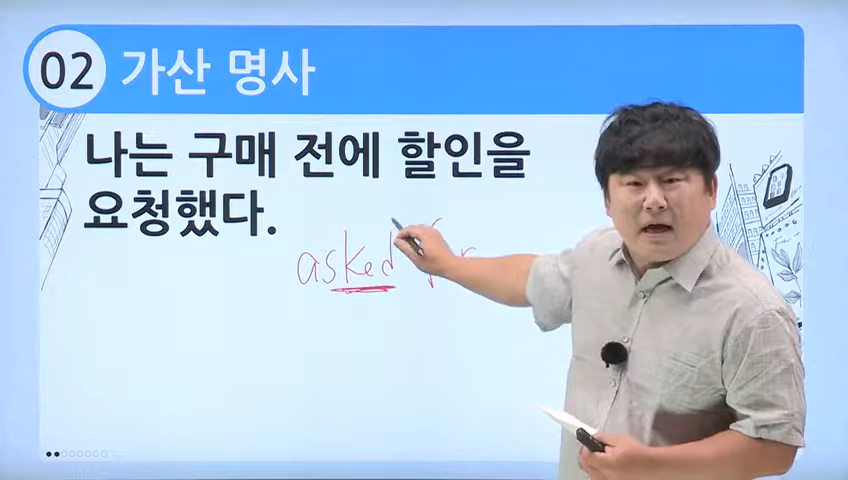 02 가산 명사
나는 구매 전에 할인을
요청했다.
asked